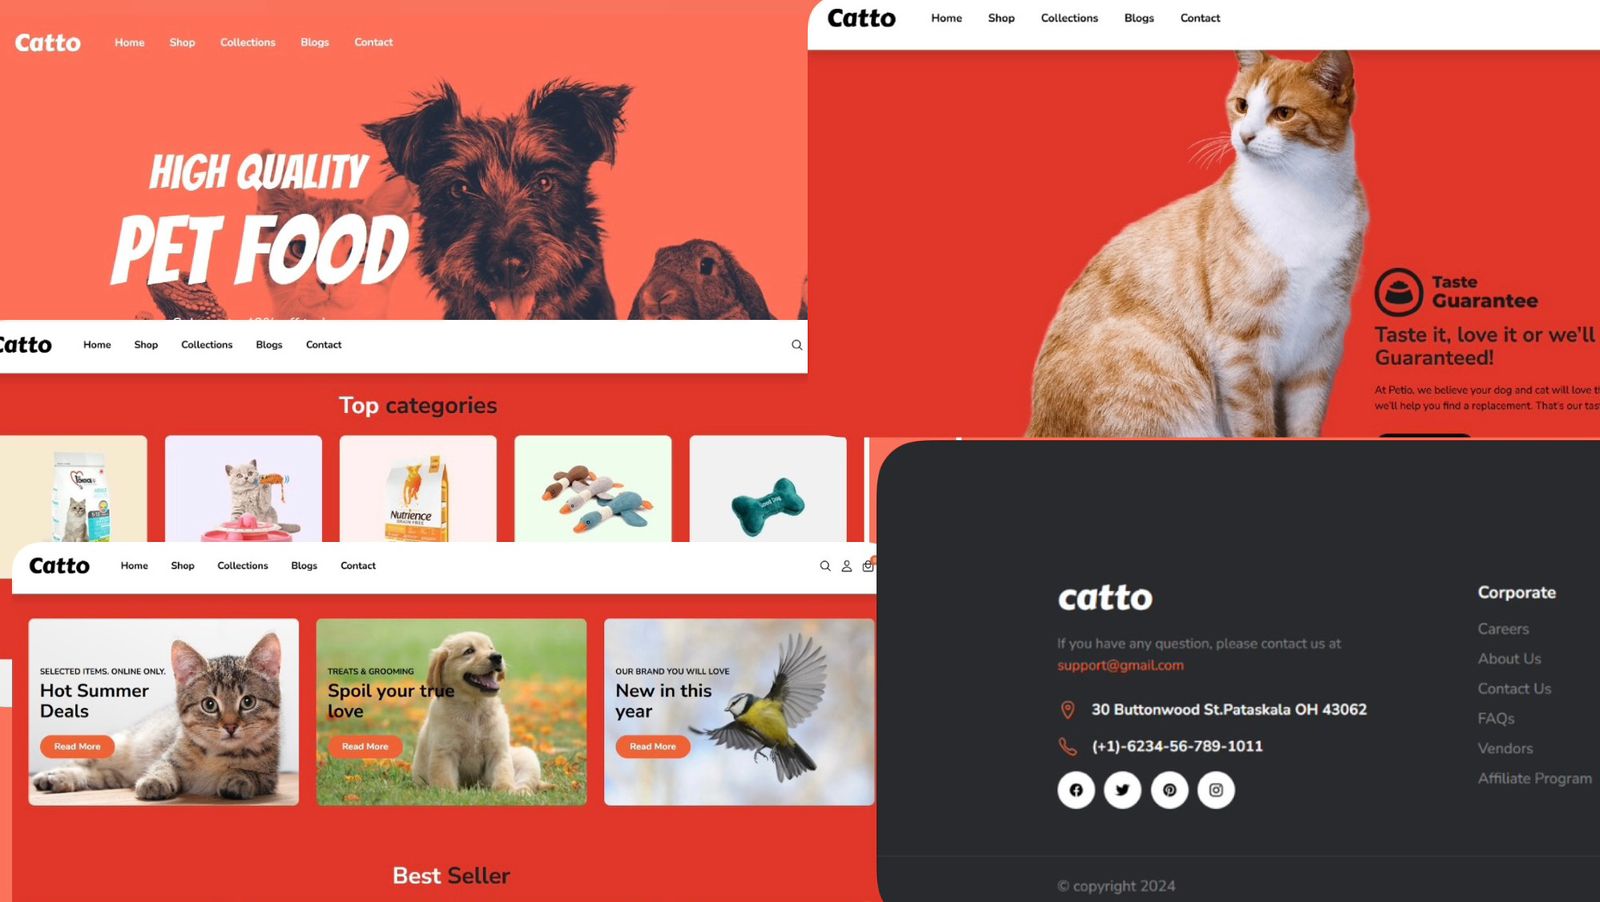 Catto Home Shop Collections Blogs Contact
HIGH QUALITY
PET FOOD
Catto Home Shop Collections Blogs Contact
Taste
Guarantee
Taste it, love it or we'll
Guaranteed!
At Petio, we believe your dog and cat will love
we'll help you find a replacement. That's our
Catto Home Shop Collections Blogs Contact
Top categories
Nutrience
GRAIN FREE
Good Dog
Catto Home Shop Collections Blogs Contact
SELECTED ITEMS. ONLINE ONLY.
Hot Summer
Deals
Read More
TREATS & GROOMING
Spoil your true
love
Read More
OUR BRAND YOU WILL LOVE
New in this
year
Read More
Best Seller
catto
If you have any question, please contact us at
support@gmail.com
30 Buttonwood St.Pataskala OH 43062
(+1)-6234-56-789-1011
Corporate
Careers
About Us
Contact Us
FAQs
Vendors
Affiliate Program
© copyright 2024